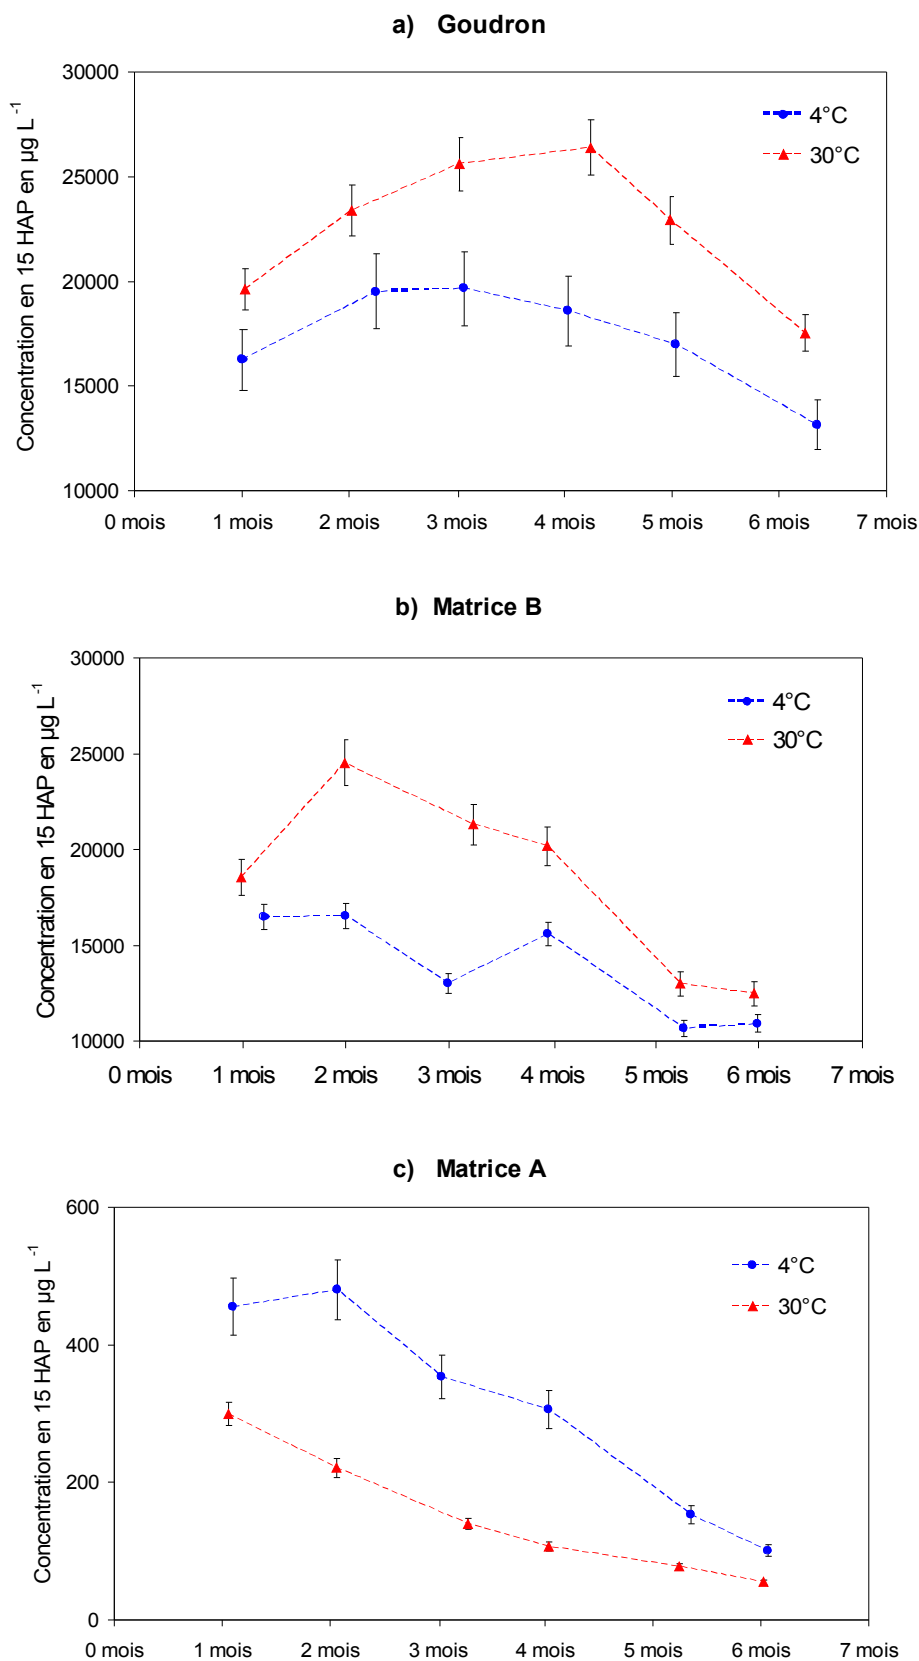 a) Goudron
Concentration en 15 HAP en µg L⁻¹
30000
25000
20000
15000
10000
4°C
30°C
0 mois 1 mois 2 mois 3 mois 4 mois 5 mois 6 mois 7 mois
b) Matrice B
Concentration en 15 HAP en µg L⁻¹
30000
25000
20000
15000
10000
4°C
30°C
0 mois 1 mois 2 mois 3 mois 4 mois 5 mois 6 mois 7 mois
c) Matrice A
Concentration en 15 HAP en µg L⁻¹
600
400
200
0
4°C
30°C
0 mois 1 mois 2 mois 3 mois 4 mois 5 mois 6 mois 7 mois